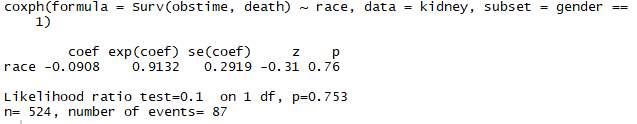 coxph(formula = Surv(obstime, death) ~ race, data = kidney, subset = gender ==
    1)
        coef exp(coef) se(coef)     z    p
race -0.0908    0.9132   0.2919 -0.31 0.76
Likelihood ratio test=0.1  on 1 df, p=0.753
n= 524, number of events= 87